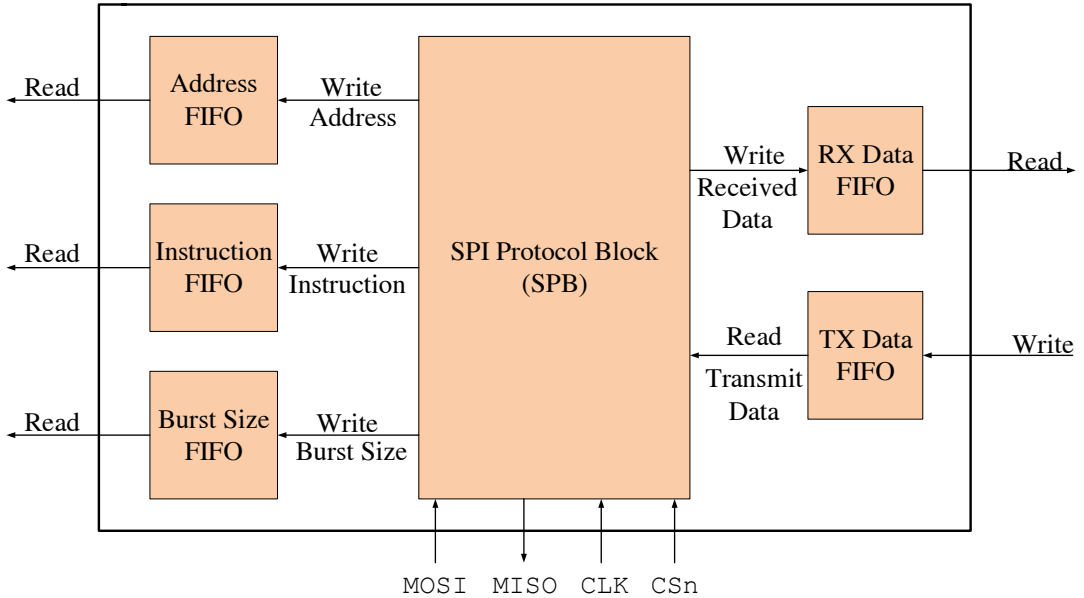 Read
Address
FIFO
Write
Address
Read
Instruction
FIFO
Write
Instruction
Read
Burst Size
FIFO
Write
Burst Size
SPI Protocol Block
(SPB)
Write
Received
Data
RX Data
FIFO
Read
Read
Transmit
Data
TX Data
FIFO
Write
MOSI MISO CLK CSn